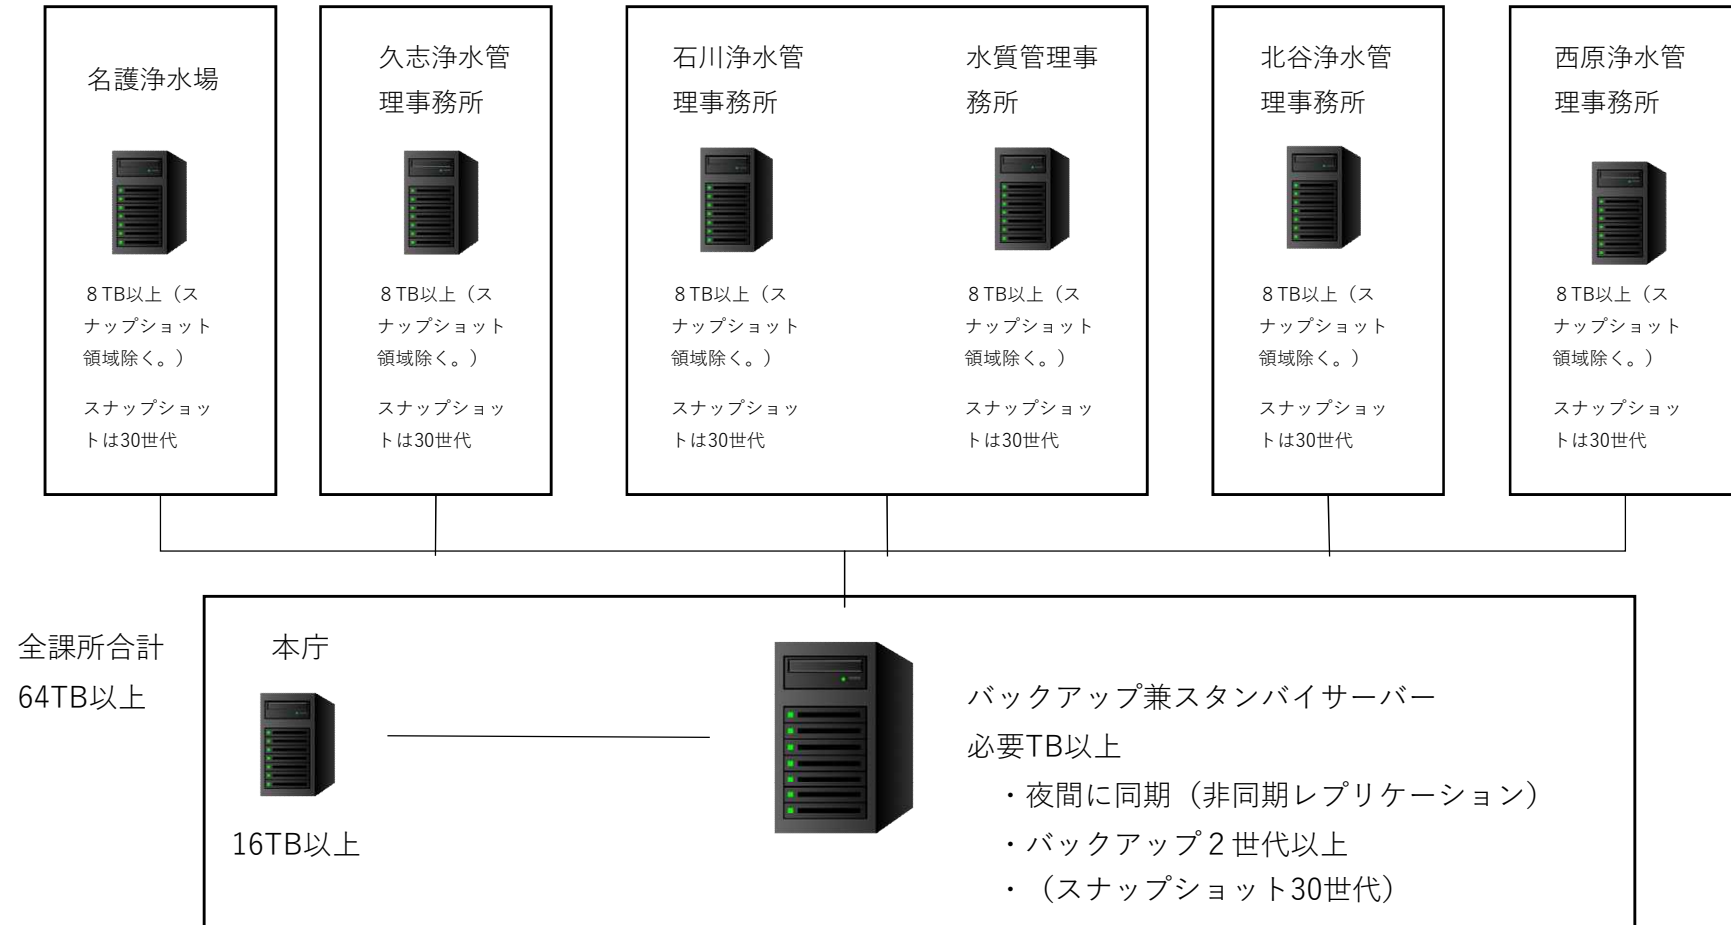 名護浄水場
８TB以上（ス
ナップショット
領域除く。）
スナップショッ
トは30世代
久志浄水管
理事務所
８TB以上（ス
ナップショット
領域除く。）
スナップショッ
トは30世代
石川浄水管
理事務所
８TB以上（ス
ナップショット
領域除く。）
スナップショッ
トは30世代
水質管理事
務所
８TB以上（ス
ナップショット
領域除く。）
スナップショッ
トは30世代
北谷浄水管
理事務所
８TB以上（ス
ナップショット
領域除く。）
スナップショッ
トは30世代
西原浄水管
理事務所
８TB以上（ス
ナップショット
領域除く。）
スナップショッ
トは30世代
全課所合計
64TB以上
本庁
16TB以上
バックアップ兼スタンバイサーバー
必要TB以上
・夜間に同期（非同期レプリケーション）
・バックアップ２世代以上
・（スナップショット30世代）